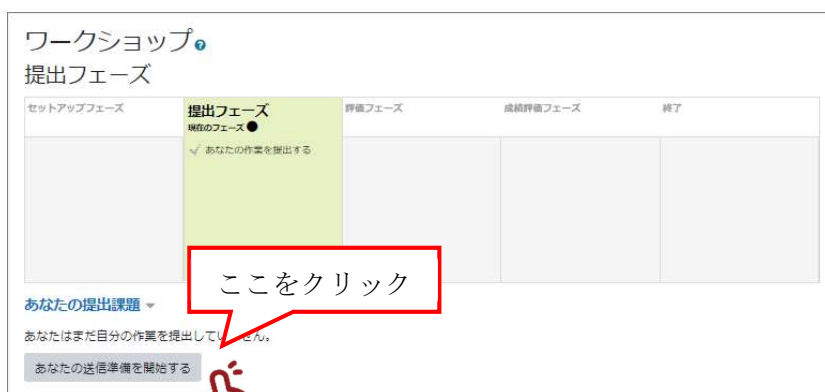 ワークショップ
提出フェーズ
セットアップフェーズ
提出フェーズ
現在のフェーズ
評価フェーズ
成績評価フェーズ
終了
あなたの作業を提出する
ここをクリック
あなたの提出課題
あなたはまだ自分の作業を提出してい せん。
あなたの送信準備を開始する